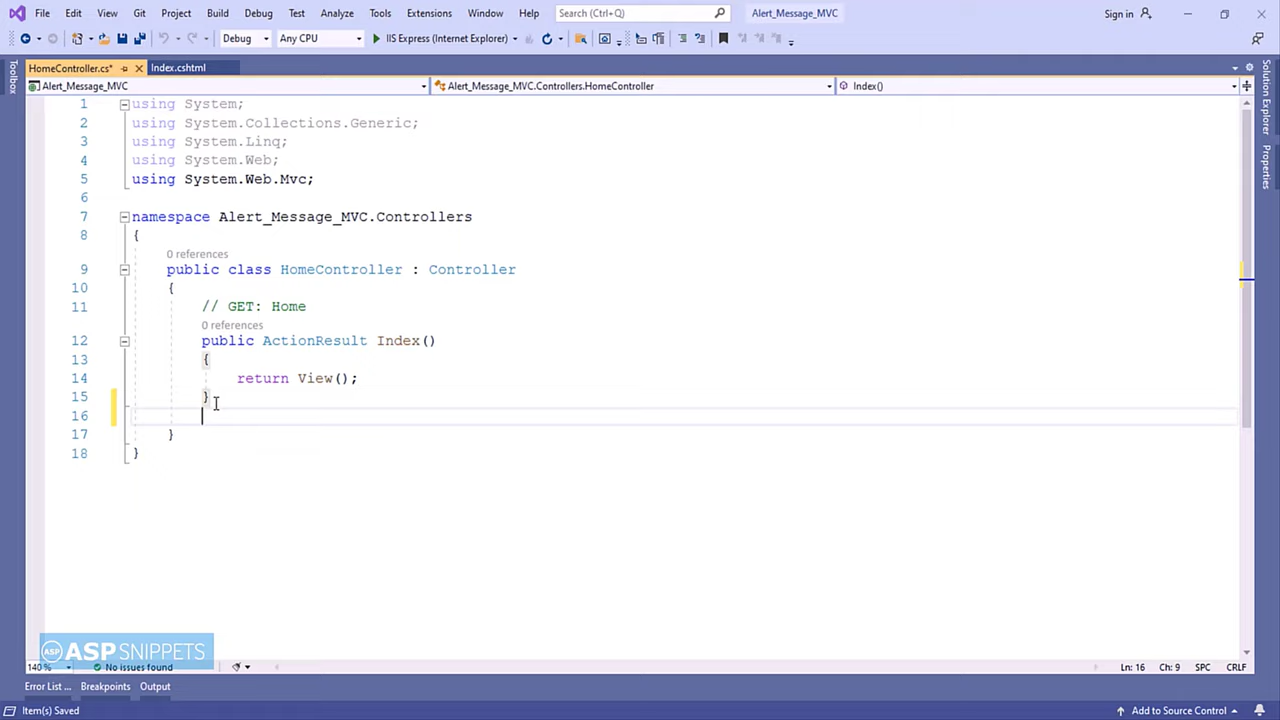 File Edit View Git Project Build Debug Test Analyze Tools Extensions Window Help Search (Ctrl+Q) Alert_Message_MVC Sign in
Debug Any CPU IIS Express (Internet Explorer)
HomeController.cs* Index.cshtml
Alert_Message_MVC Alert_Message_MVC.Controllers.HomeController Index()
Toolbox
Solution Explorer
Properties
1 using System;
2 using System.Collections.Generic;
3 using System.Linq;
4 using System.Web;
5 using System.Web.Mvc;
6
7 namespace Alert_Message_MVC.Controllers
8 {
0 references
9 public class HomeController : Controller
10 {
11 // GET: Home
0 references
12 public ActionResult Index()
13 {
14 return View();
15 }
16
17 }
18 }
ASP ASPSNIPPETS
140 % No issues found Ln: 16 Ch: 9 SPC CRLF
Error List ... Breakpoints Output
Item(s) Saved Add to Source Control